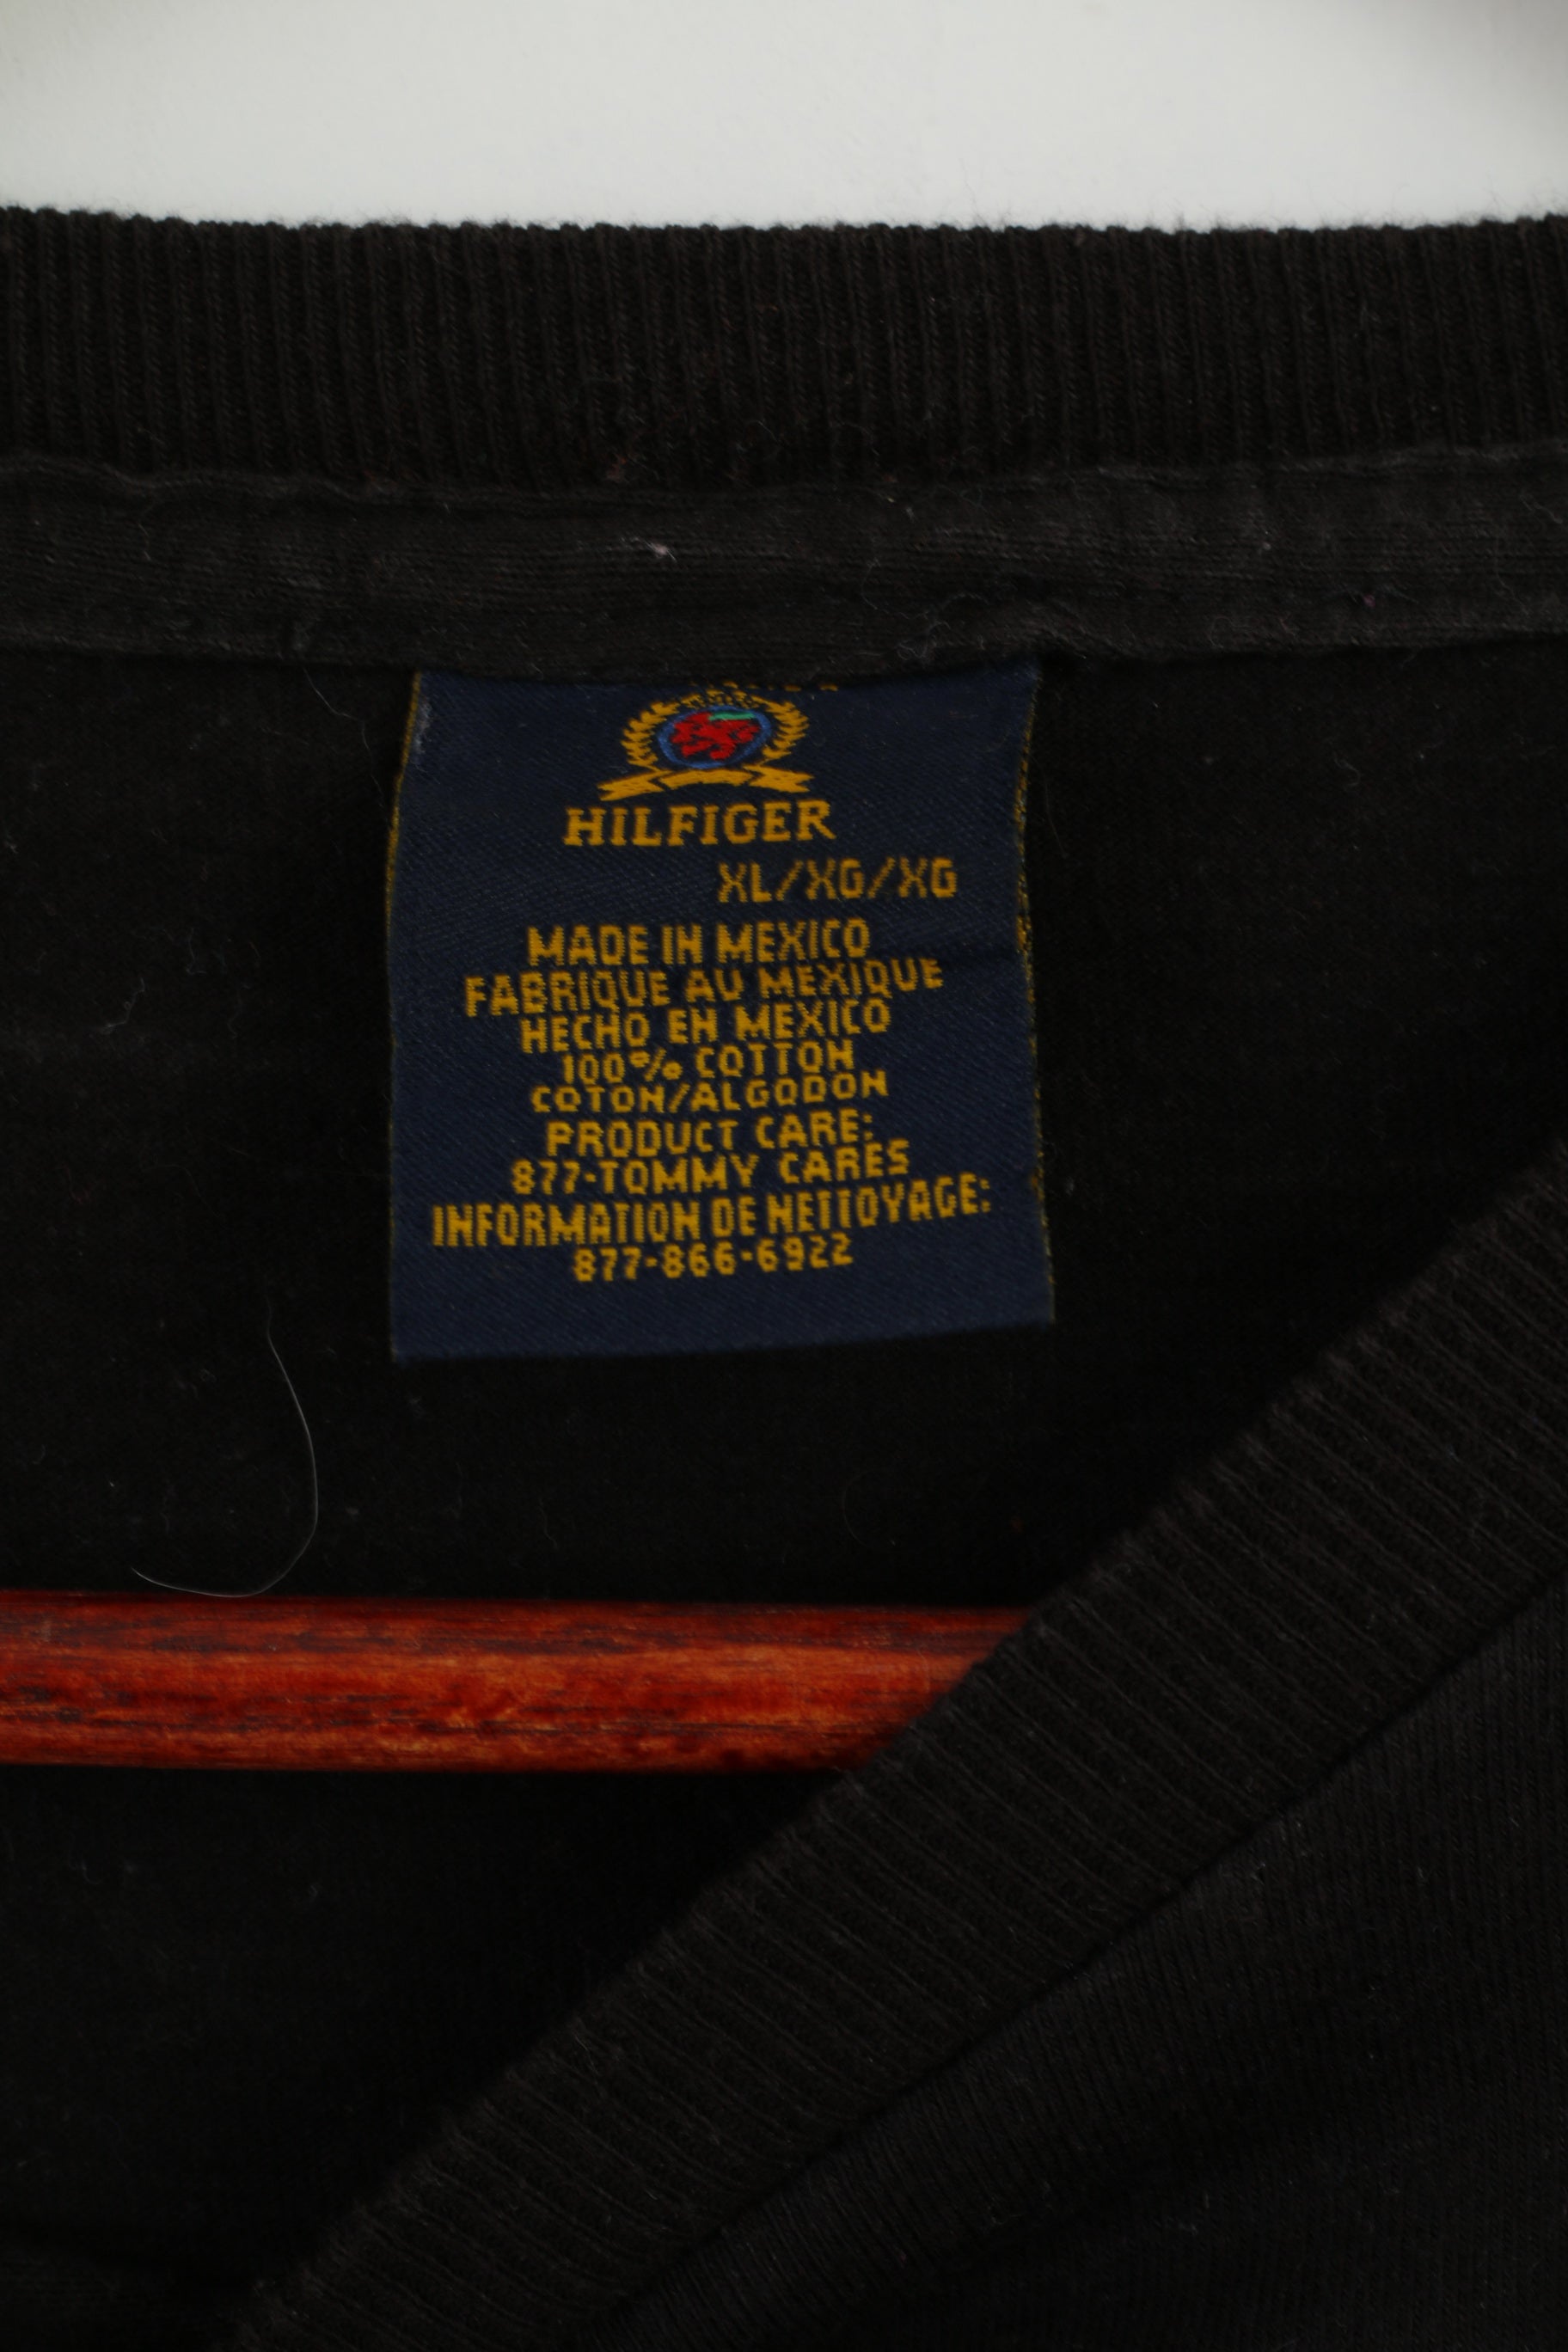 HILFIGER
XL/XG/XG
MADE IN MEXICO
FABRIQUE AU MEXIQUE
HECHO EN MEXICO
100% COTTON
COTON/ALGODON
PRODUCT CARE:
877-TOMMY CARES
INFORMATION DE NETTOYAGE:
877-866-6922